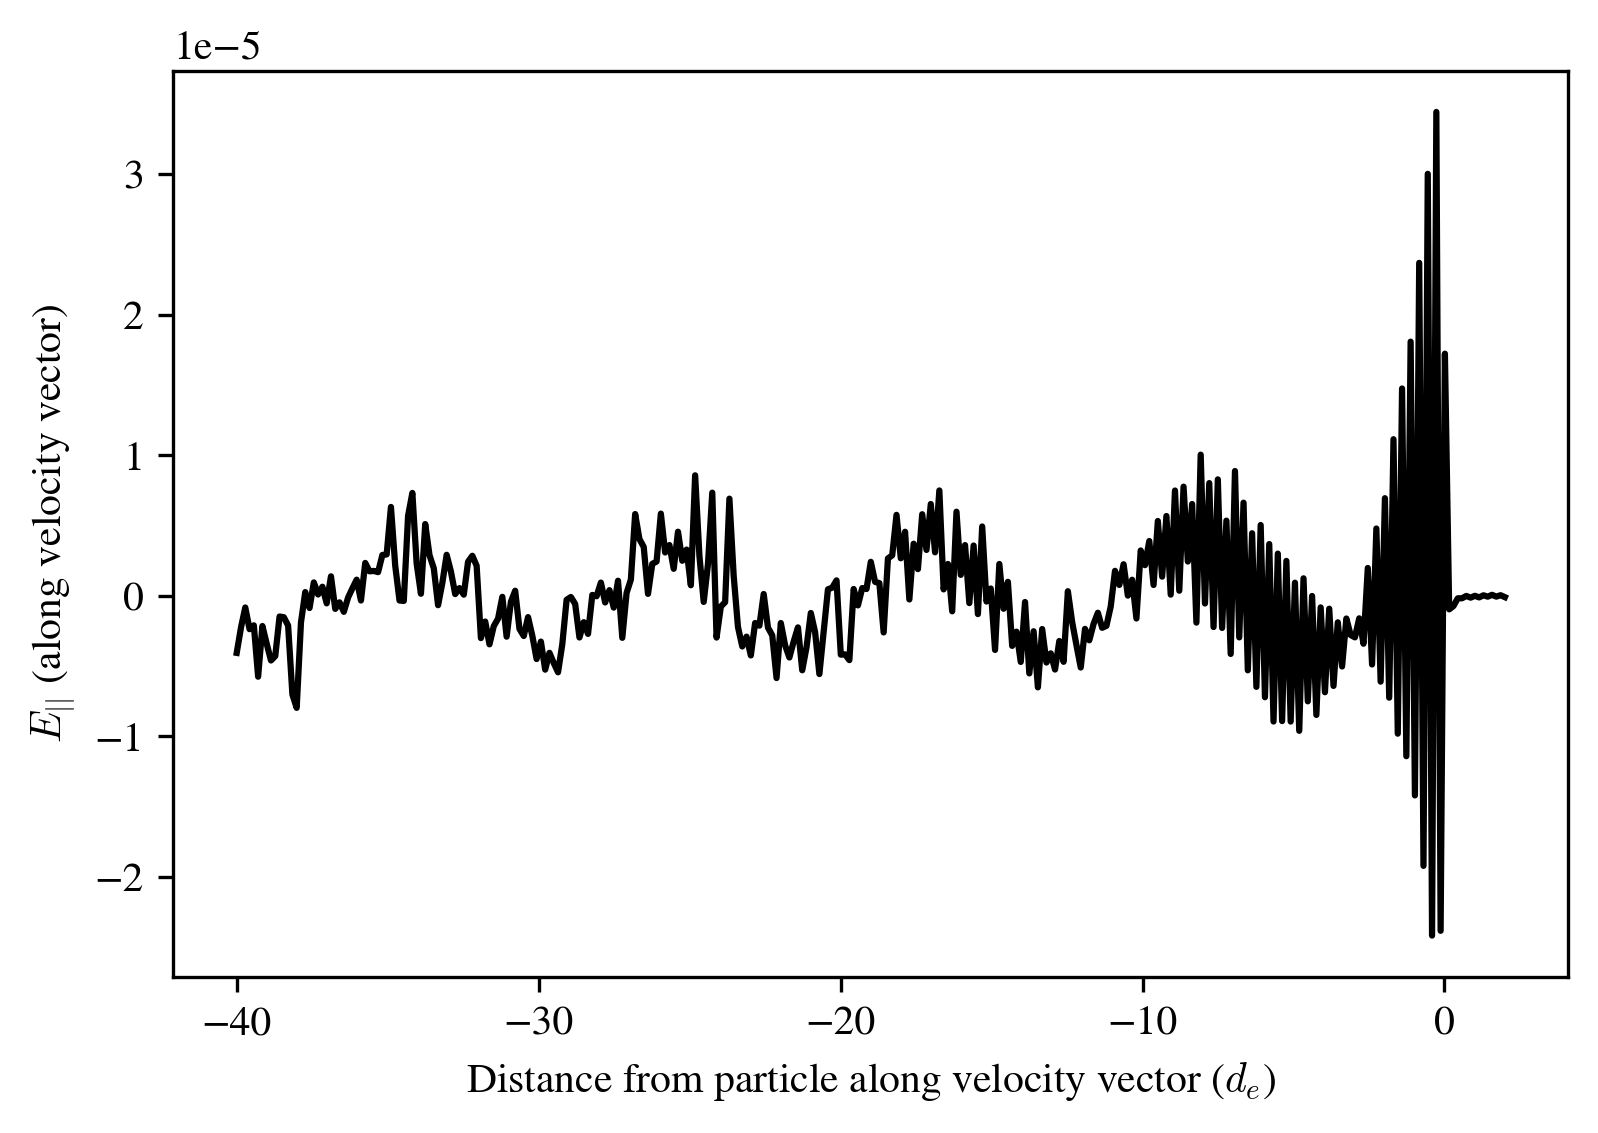 1e−5
3
2
1
0
−1
−2
E|| (along velocity vector)
−40 −30 −20 −10 0
Distance from particle along velocity vector (de)